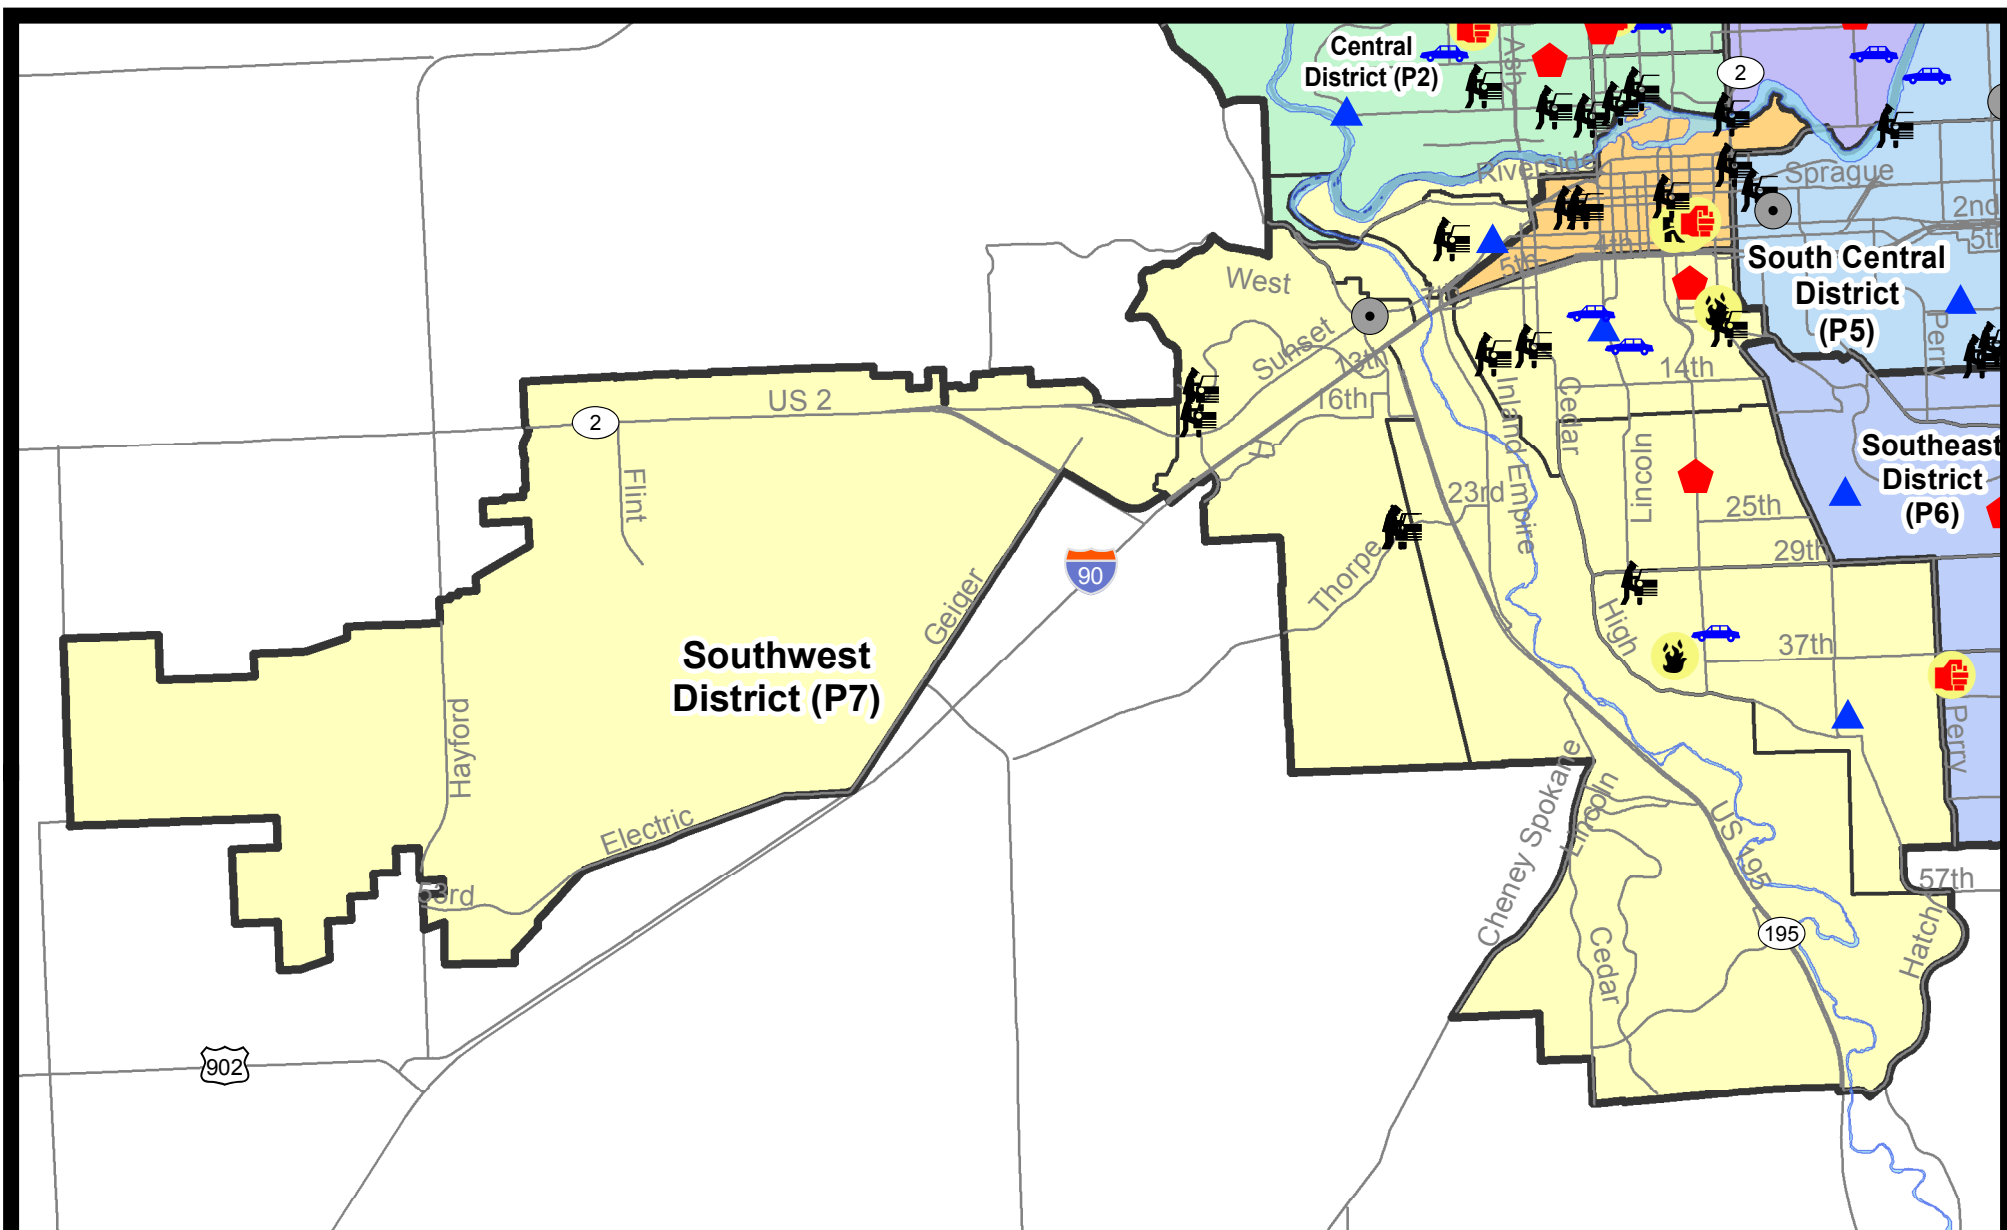 Central
District (P2)
Ash
2
Riverside
Sprague
2nd
5th
4th
5th
South Central
District
(P5)
West
Sunset
7th
13th
16th
14th
Perry
US 2
2
Flint
Inland Empire
Cedar
Lincoln
Southeast
District
(P6)
23rd
25th
29th
90
Thorpe
Geiger
High
37th
Southwest
District (P7)
Hayford
Perry
Electric
Cheney Spokane
Lincoln
US 195
53rd
57th
195
Hatch
Cedar
902